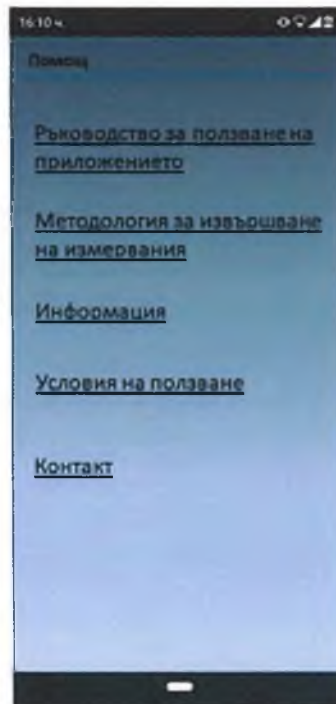 16:10 ч.
Помощ
Ръководство за ползване на
приложението
Методология за извършване
на измервания
Информация
Условия на ползване
Контакт